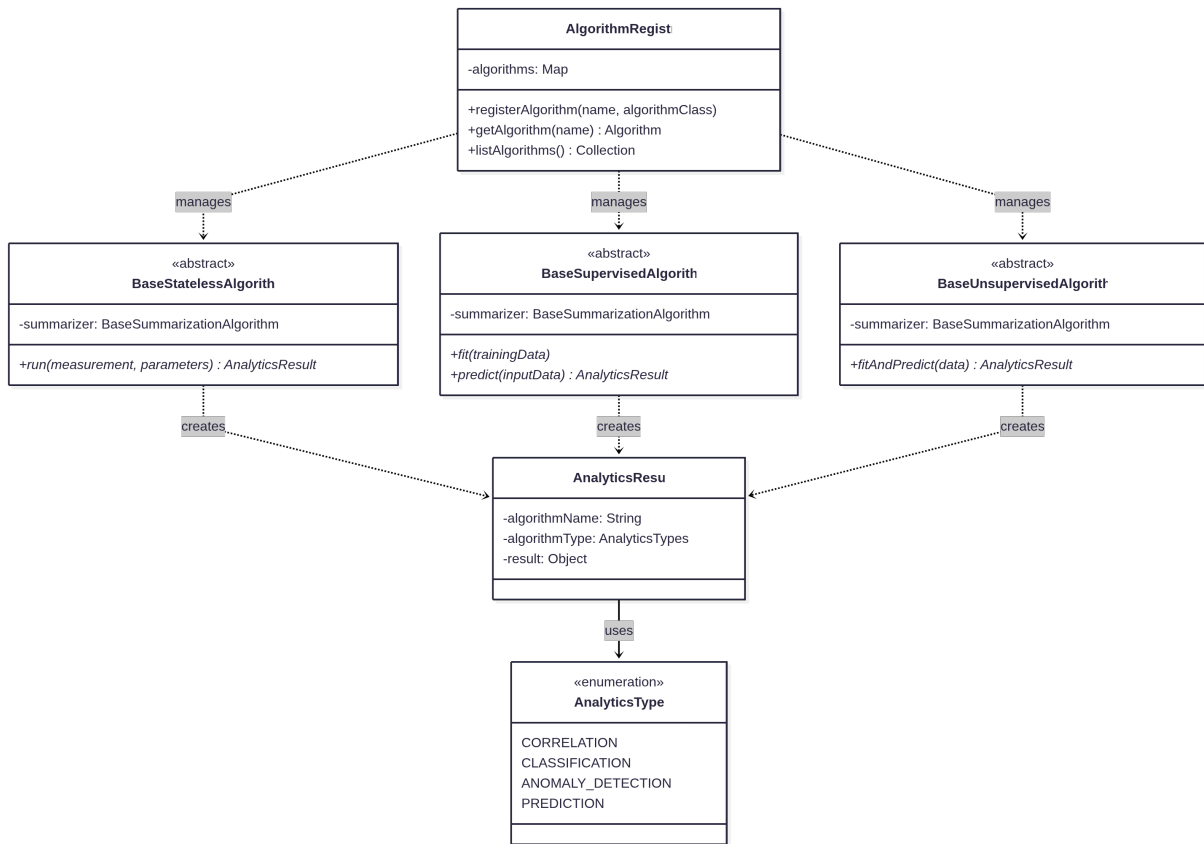 AlgorithmRegist
-algorithms: Map
+registerAlgorithm(name, algorithmClass)
+getAlgorithm(name) : Algorithm
+listAlgorithms() : Collection
manages
manages
manages
«abstract»
BaseStatelessAlgorith
-summarizer: BaseSummarizationAlgorithm
+run(measurement, parameters) : AnalyticsResult
«abstract»
BaseSupervisedAlgorith
-summarizer: BaseSummarizationAlgorithm
+fit(trainingData)
+predict(inputData) : AnalyticsResult
«abstract»
BaseUnsupervisedAlgorith
-summarizer: BaseSummarizationAlgorithm
+fitAndPredict(data) : AnalyticsResult
creates
creates
creates
AnalyticsResu
-algorithmName: String
-algorithmType: AnalyticsTypes
-result: Object
uses
«enumeration»
AnalyticsType
CORRELATION
CLASSIFICATION
ANOMALY_DETECTION
PREDICTION